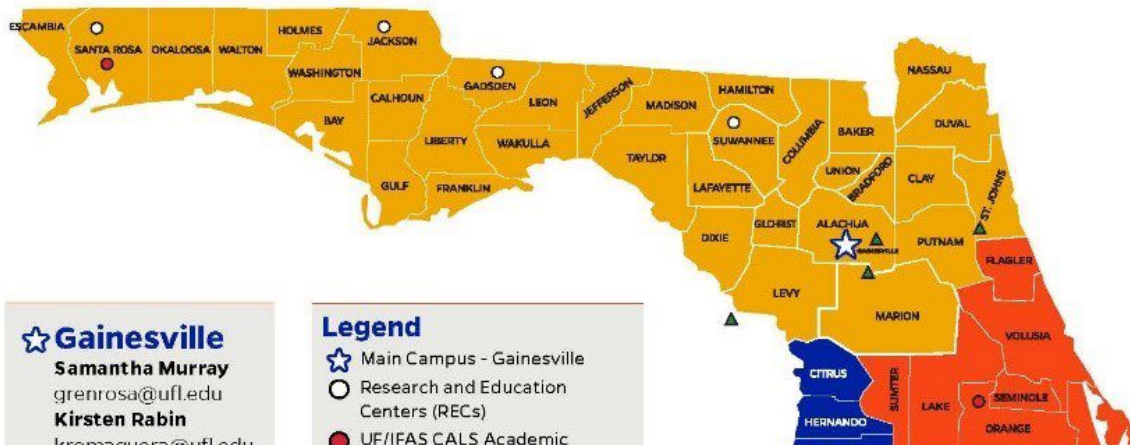 ESCAMBIA
SANTA ROSA
OKALOOSA
WALTON
HOLMES
WASHINGTON
JACKSON
BAY
CALHOUN
GULF
GADSDEN
LIBERTY
FRANKLIN
LEON
WAKULLA
JEFFERSON
MADISON
TAYLOR
HAMILTON
SUWANNEE
LAFAYETTE
DIXIE
COLUMBIA
GILCHRIST
BAKER
UNION
BRADFORD
ALACHUA
GAINESVILLE
LEVY
NASSAU
DUVAL
CLAY
ST. JOHNS
PUTNAM
MARION
FLAGLER
VOLUSIA
CITRUS
HERNANDO
SUMTER
LAKE
SEMINOLE
ORANGE
Gainesville
Samantha Murray
grenrosa@ufl.edu
Kirsten Rabin
Legend
Main Campus - Gainesville
Research and Education
Centers (RECs)
UF/IFAS CALS Academic